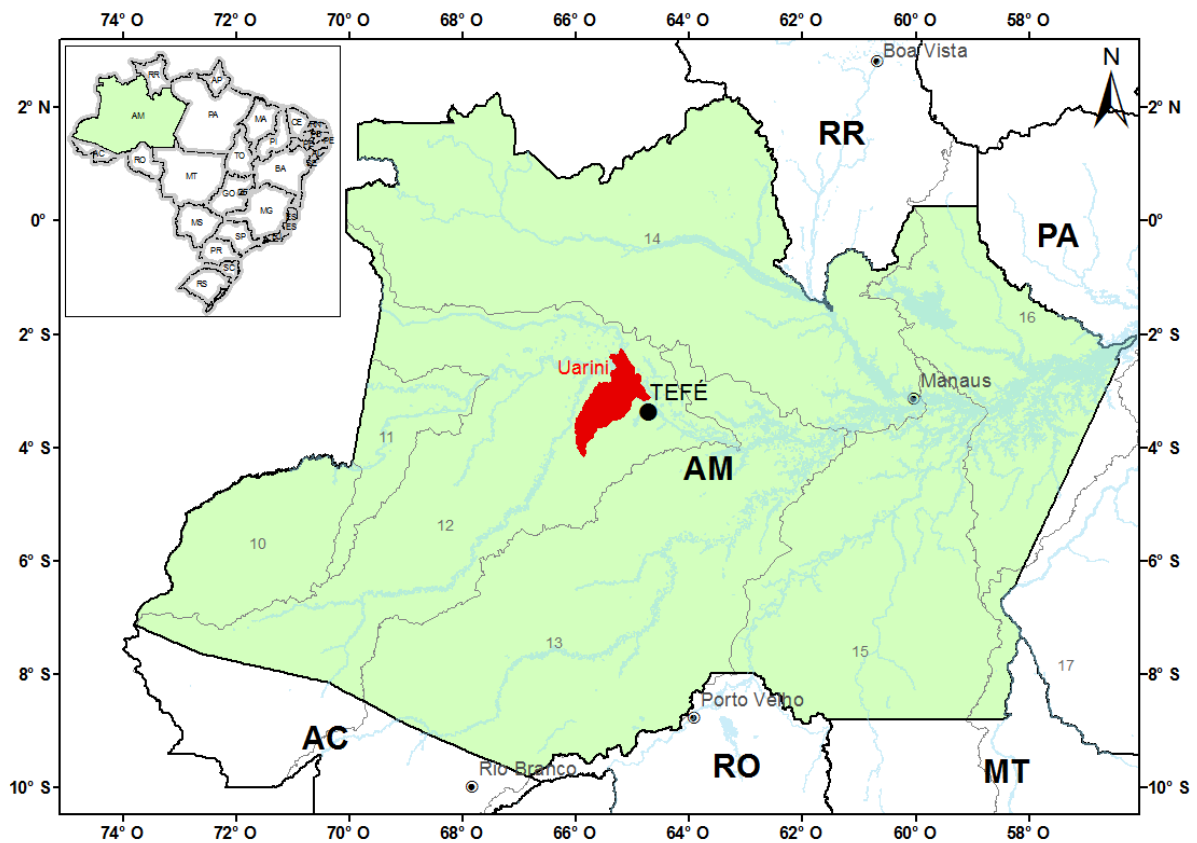 74° O 72° O 70° O 68° O 66° O 64° O 62° O 60° O 58° O
Boa Vista
N
RR
AP
AM
PA
MA
CE
PI
RO
TO
MT
BA
GO
MG
MS
ES
SP
PR
SC
RS
2° N
2° N
RR
PA
0°
0°
14
16
2° S
2° S
Uarini
TEFÉ
Manaus
11
4° S
4° S
AM
12
10
6° S
6° S
13
15
17
8° S
8° S
Porto Velho
AC
Rio Branco
RO
MT
10° S
10° S
74° O 72° O 70° O 68° O 66° O 64° O 62° O 60° O 58° O